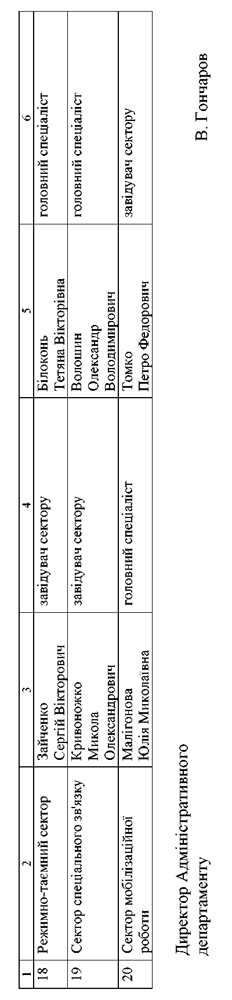 1 2 3 4 5 6
18 Режимно-таємний сектор Зайченко завідувач сектору Білоконь головний спеціаліст
Сергій Вікторович Тетяна Вікторівна
19 Сектор спеціального зв'язку Кривоножко завідувач сектору Волошин головний спеціаліст
Микола Олександр
Олександрович Володимирович
20 Сектор мобілізаційної Малігонова головний спеціаліст Томко завідувач сектору
роботи Юлія Миколаївна Петро Федорович
Директор Адміністративного
департаменту В. Гончаров